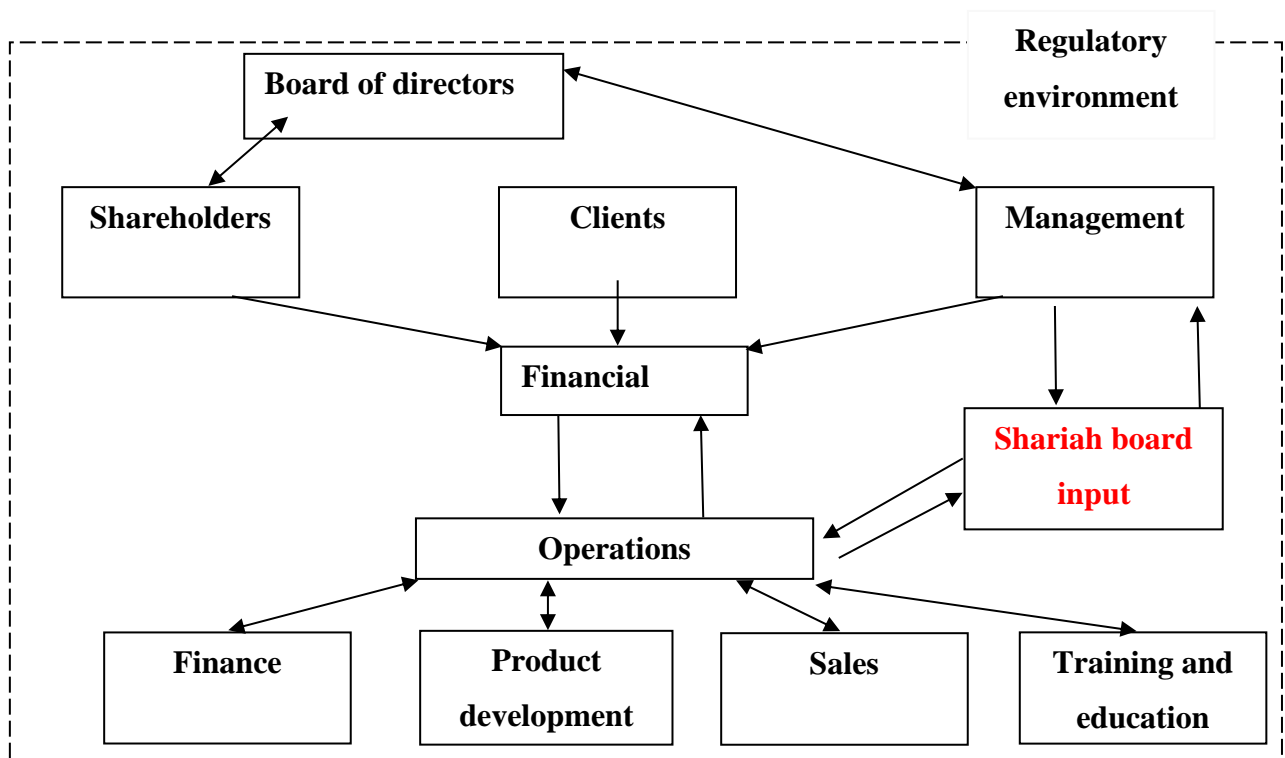 Regulatory
environment
Board of directors
Shareholders
Clients
Management
Financial
Shariah board
input
Operations
Finance
Product
development
Sales
Training and
education